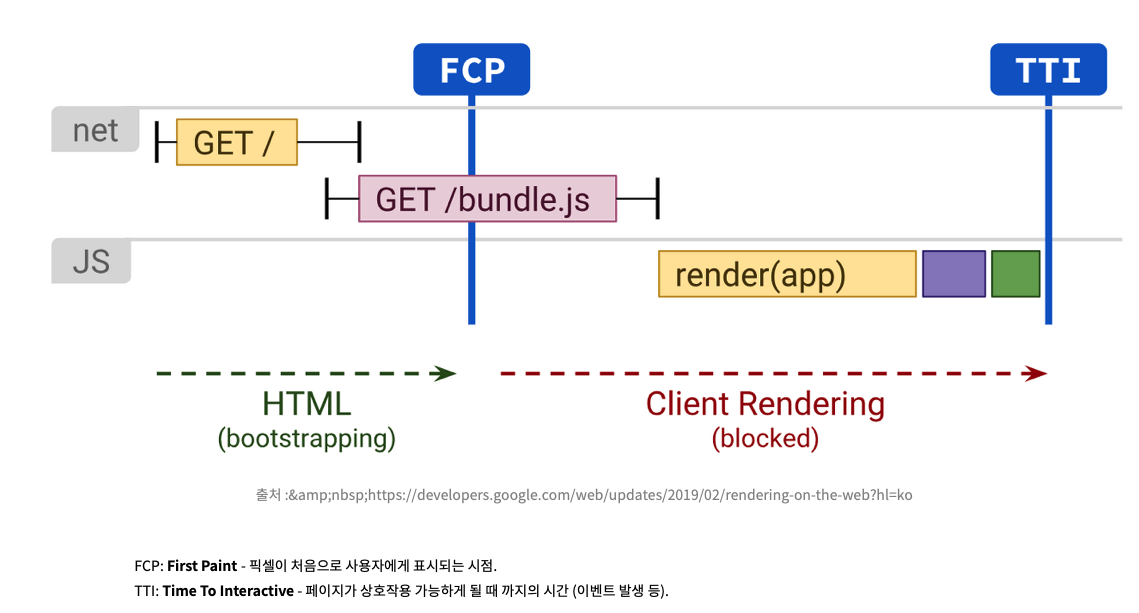 FCP
TTI
net
GET /
GET /bundle.js
JS
render(app)
HTML
(bootstrapping)
Client Rendering
(blocked)
출처 :&amp;nbsp;https://developers.google.com/web/updates/2019/02/rendering-on-the-web?hl=ko
FCP: First Paint - 픽셀이 처음으로 사용자에게 표시되는 시점.
TTI: Time To Interactive - 페이지가 상호작용 가능하게 될 때 까지의 시간 (이벤트 발생 등).